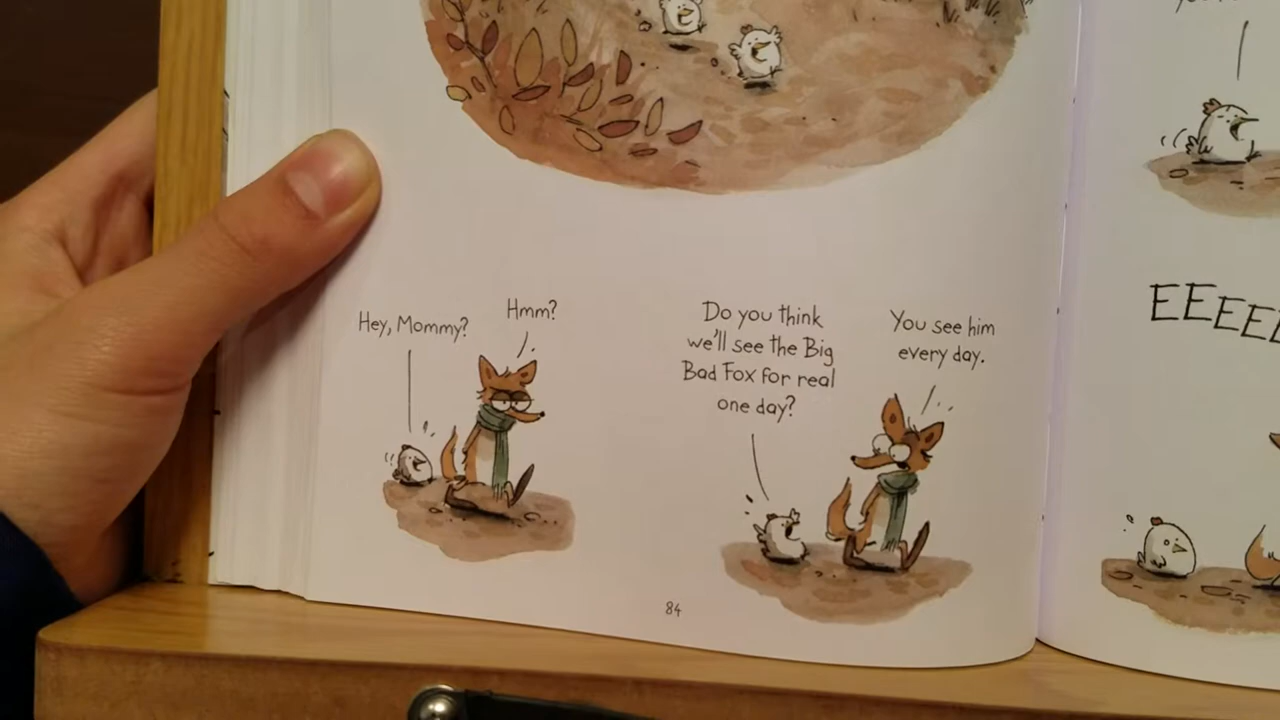 Hey, Mommy?
Hmm?
Do you think
we'll see the Big
Bad Fox for real
one day?
You see him
every day.
84